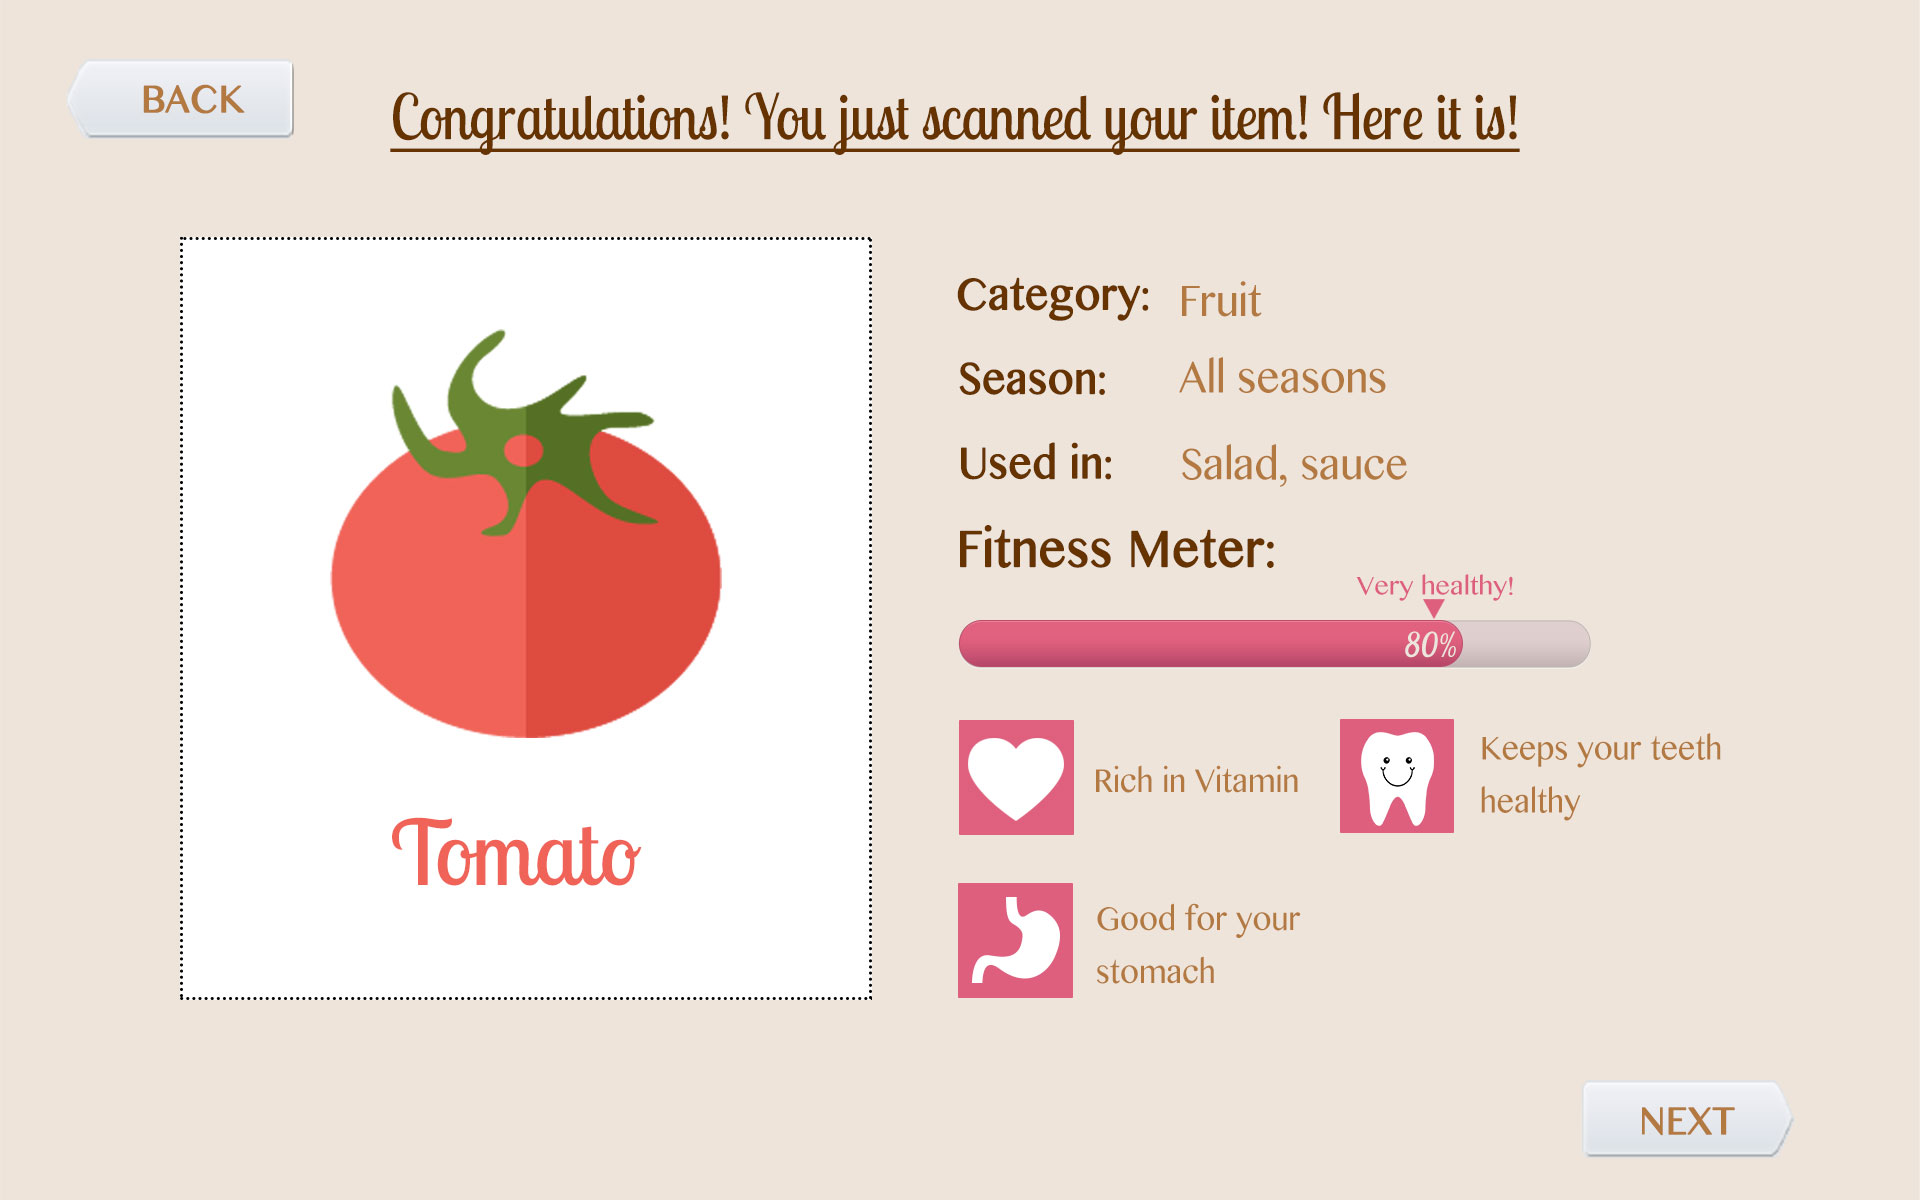 BACK
Congratulations! You just scanned your item! Here it is!
Tomato
Category: Fruit
Season: All seasons
Used in: Salad, sauce
Fitness Meter:
Very healthy!
80%
Rich in Vitamin
Keeps your teeth
healthy
Good for your
stomach
NEXT